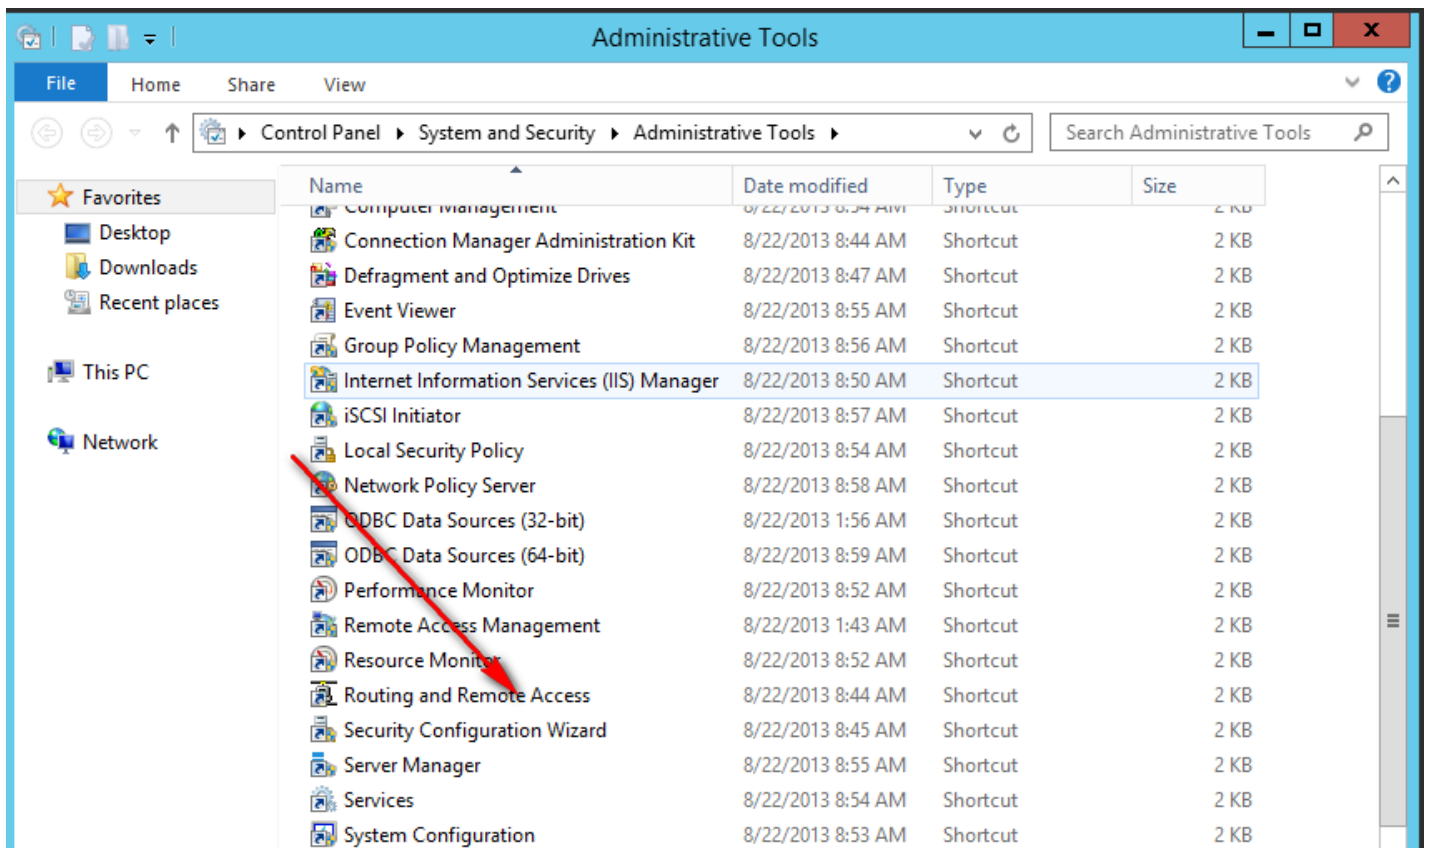 Administrative Tools
File Home Share View
Control Panel System and Security Administrative Tools Search Administrative Tools
Name Date modified Type Size
Favorites
Desktop
Downloads
Recent places
This PC
Network
Computer Management 8/22/2013 8:54 AM Shortcut 2 KB
Connection Manager Administration Kit 8/22/2013 8:44 AM Shortcut 2 KB
Defragment and Optimize Drives 8/22/2013 8:47 AM Shortcut 2 KB
Event Viewer 8/22/2013 8:55 AM Shortcut 2 KB
Group Policy Management 8/22/2013 8:56 AM Shortcut 2 KB
Internet Information Services (IIS) Manager 8/22/2013 8:50 AM Shortcut 2 KB
iSCSI Initiator 8/22/2013 8:57 AM Shortcut 2 KB
Local Security Policy 8/22/2013 8:54 AM Shortcut 2 KB
Network Policy Server 8/22/2013 8:58 AM Shortcut 2 KB
ODBC Data Sources (32-bit) 8/22/2013 1:56 AM Shortcut 2 KB
ODBC Data Sources (64-bit) 8/22/2013 8:59 AM Shortcut 2 KB
Performance Monitor 8/22/2013 8:52 AM Shortcut 2 KB
Remote Access Management 8/22/2013 1:43 AM Shortcut 2 KB
Resource Monitor 8/22/2013 8:52 AM Shortcut 2 KB
Routing and Remote Access 8/22/2013 8:44 AM Shortcut 2 KB
Security Configuration Wizard 8/22/2013 8:45 AM Shortcut 2 KB
Server Manager 8/22/2013 8:55 AM Shortcut 2 KB
Services 8/22/2013 8:54 AM Shortcut 2 KB
System Configuration 8/22/2013 8:53 AM Shortcut 2 KB